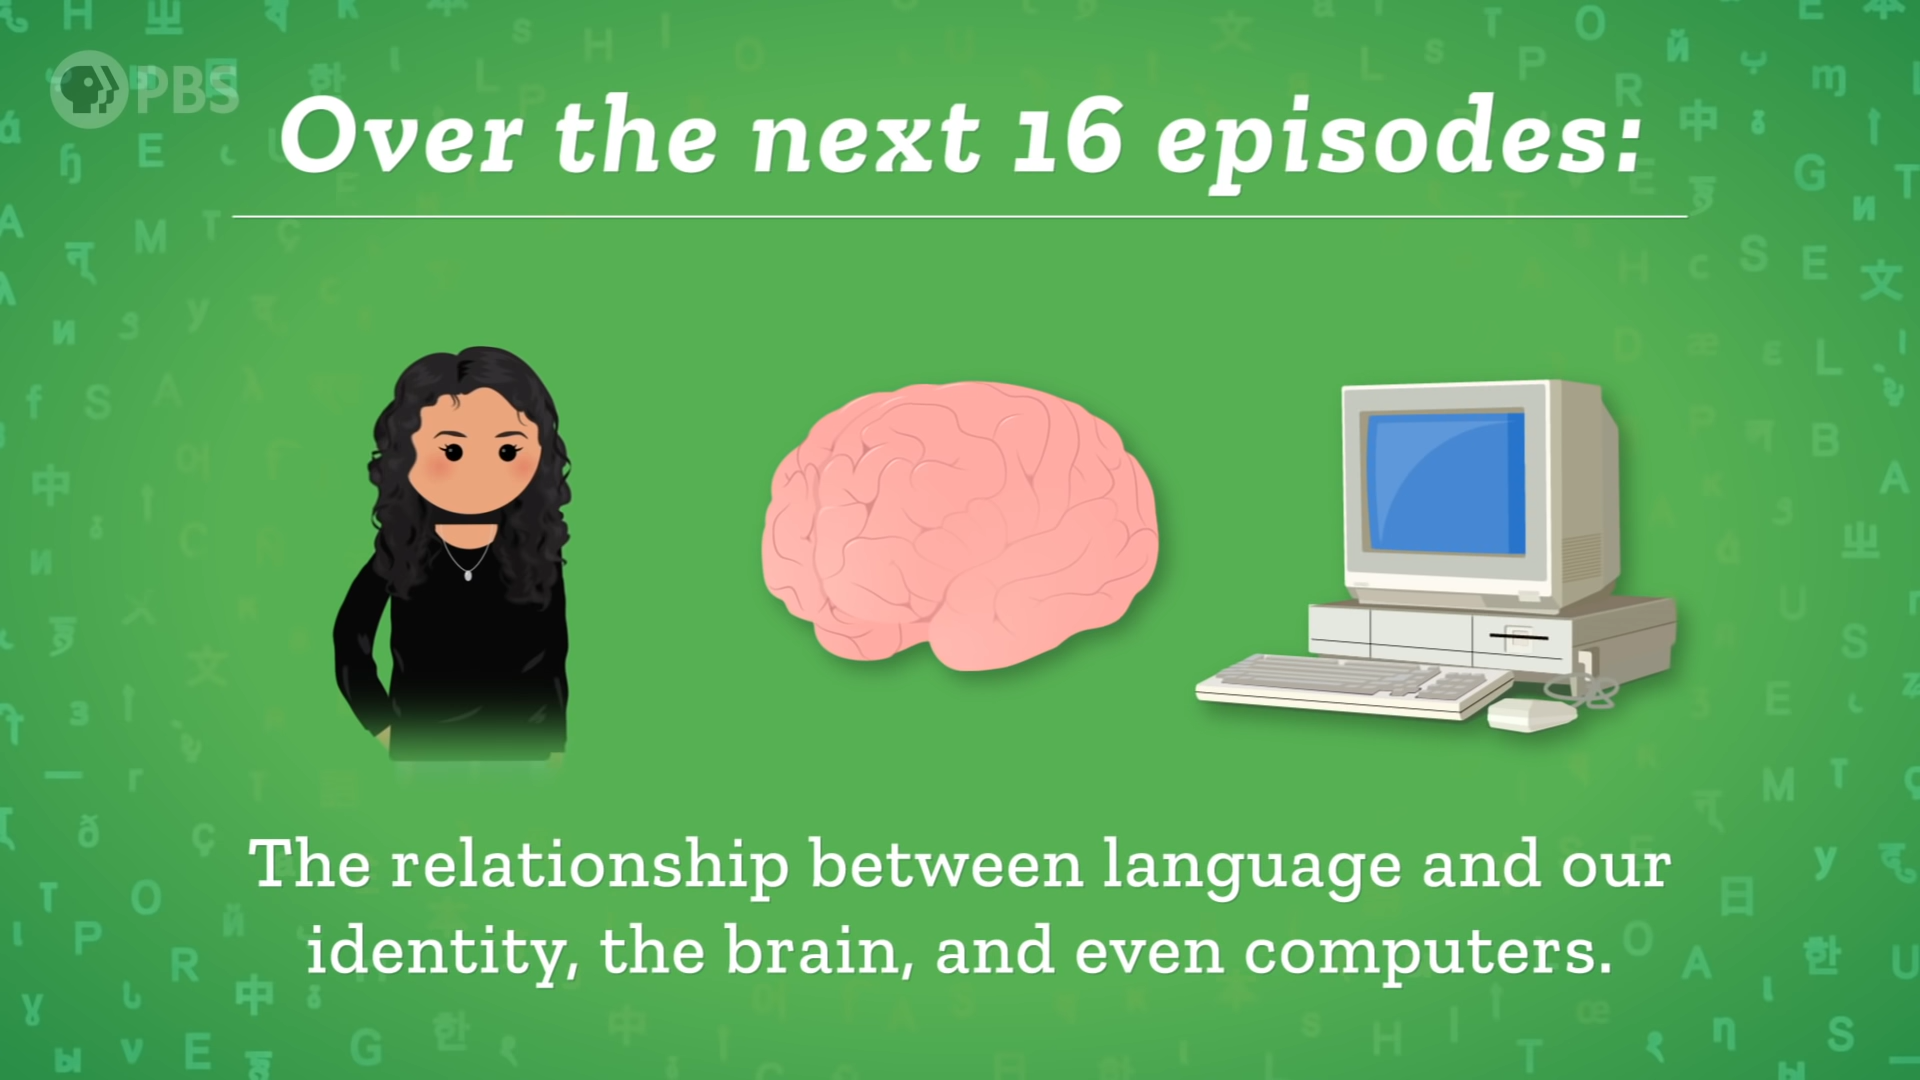 PBS
Over the next 16 episodes:
The relationship between language and our
identity, the brain, and even computers.